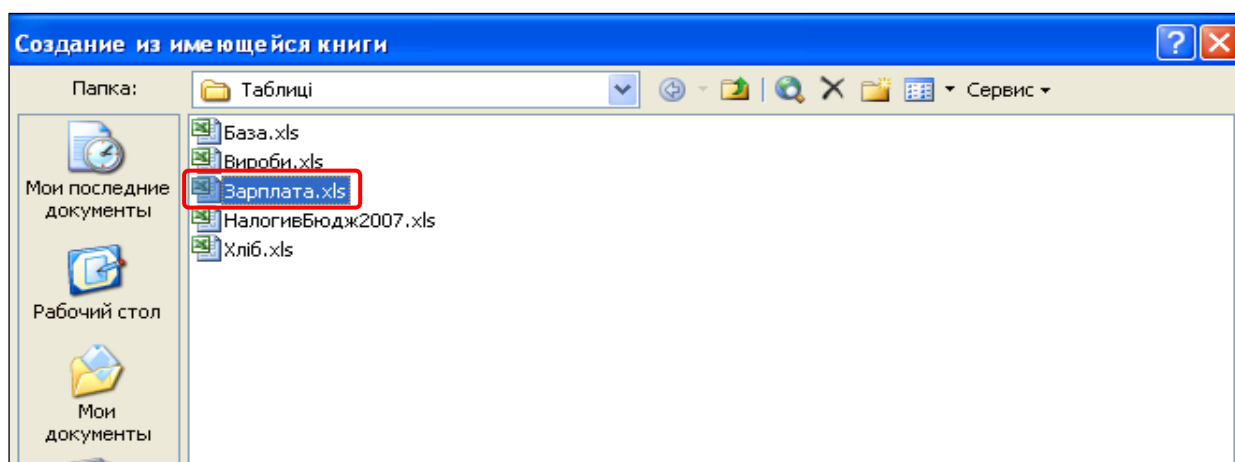 Создание из имеющейся книги
Папка:
Таблиці
Сервис
База.xls
Вироби.xls
Мои последние документы
Зарплата.xls
НалогивБюдж2007.xls
Хліб.xls
Рабочий стол
Мои документы